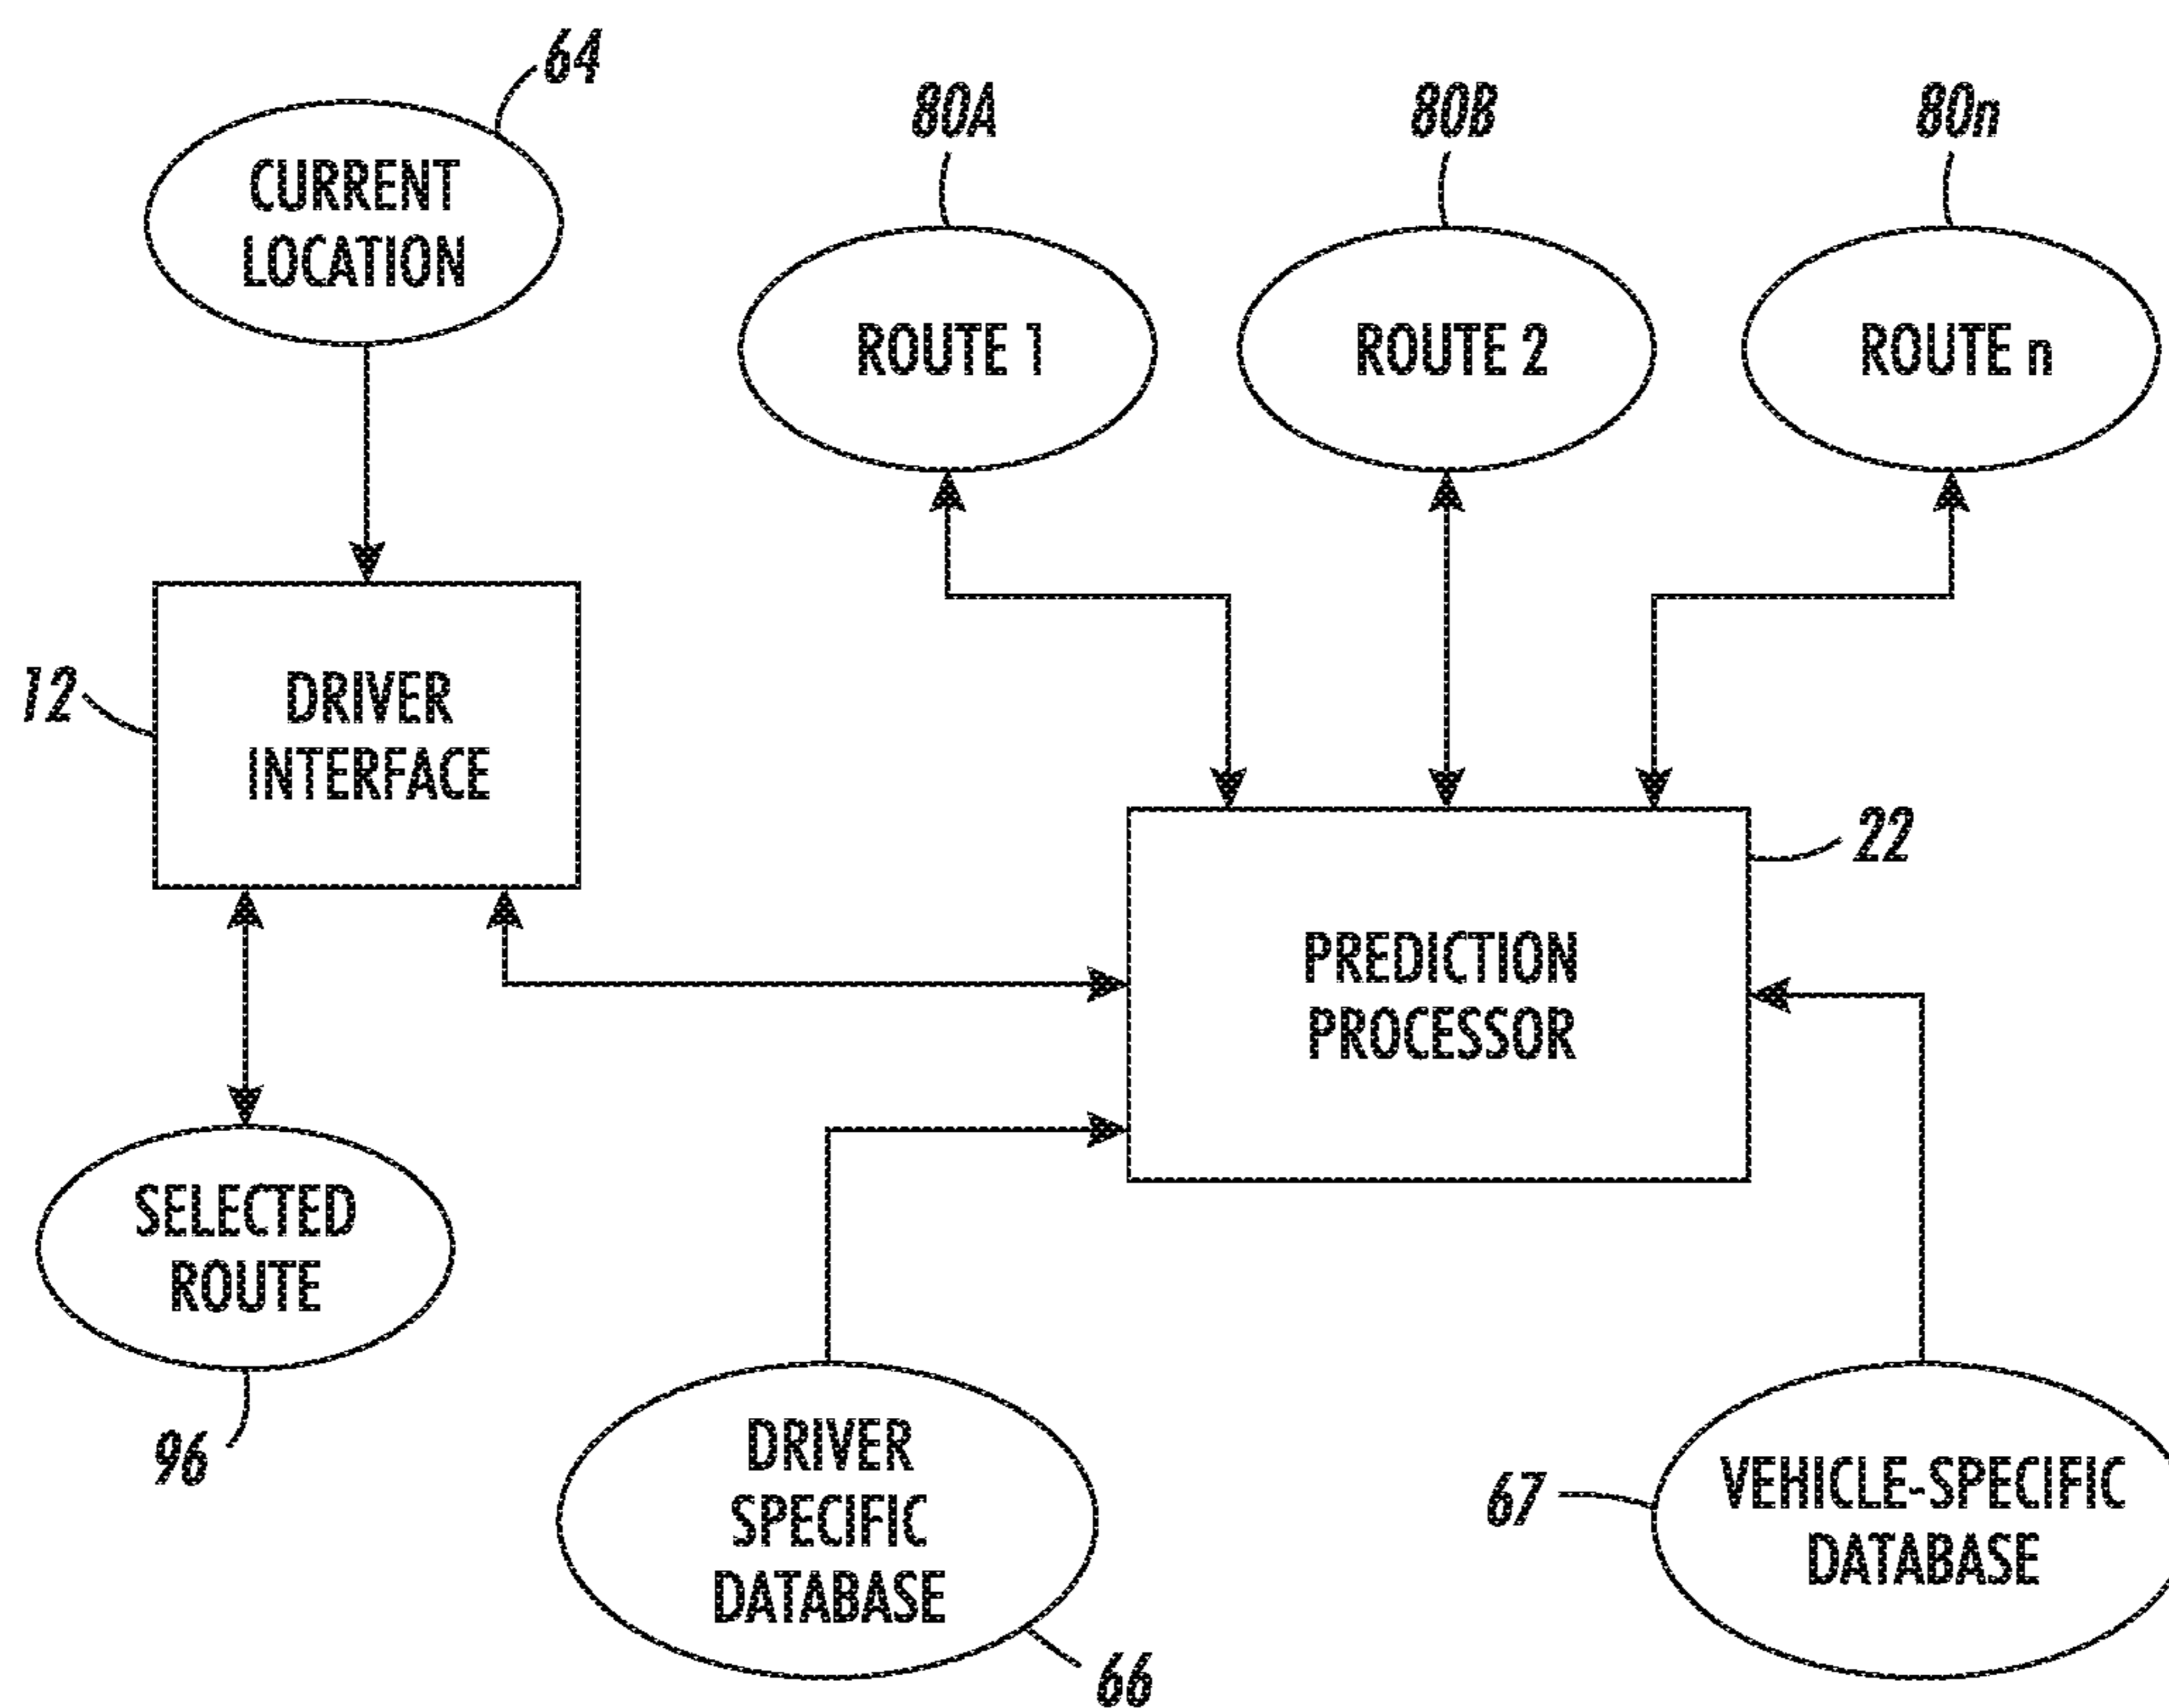 64
CURRENT
LOCATION
80A
80B
80n
ROUTE 1
ROUTE 2
ROUTE n
12
DRIVER
INTERFACE
22
PREDICTION
PROCESSOR
SELECTED
ROUTE
96
DRIVER
SPECIFIC
DATABASE
66
67
VEHICLE-SPECIFIC
DATABASE